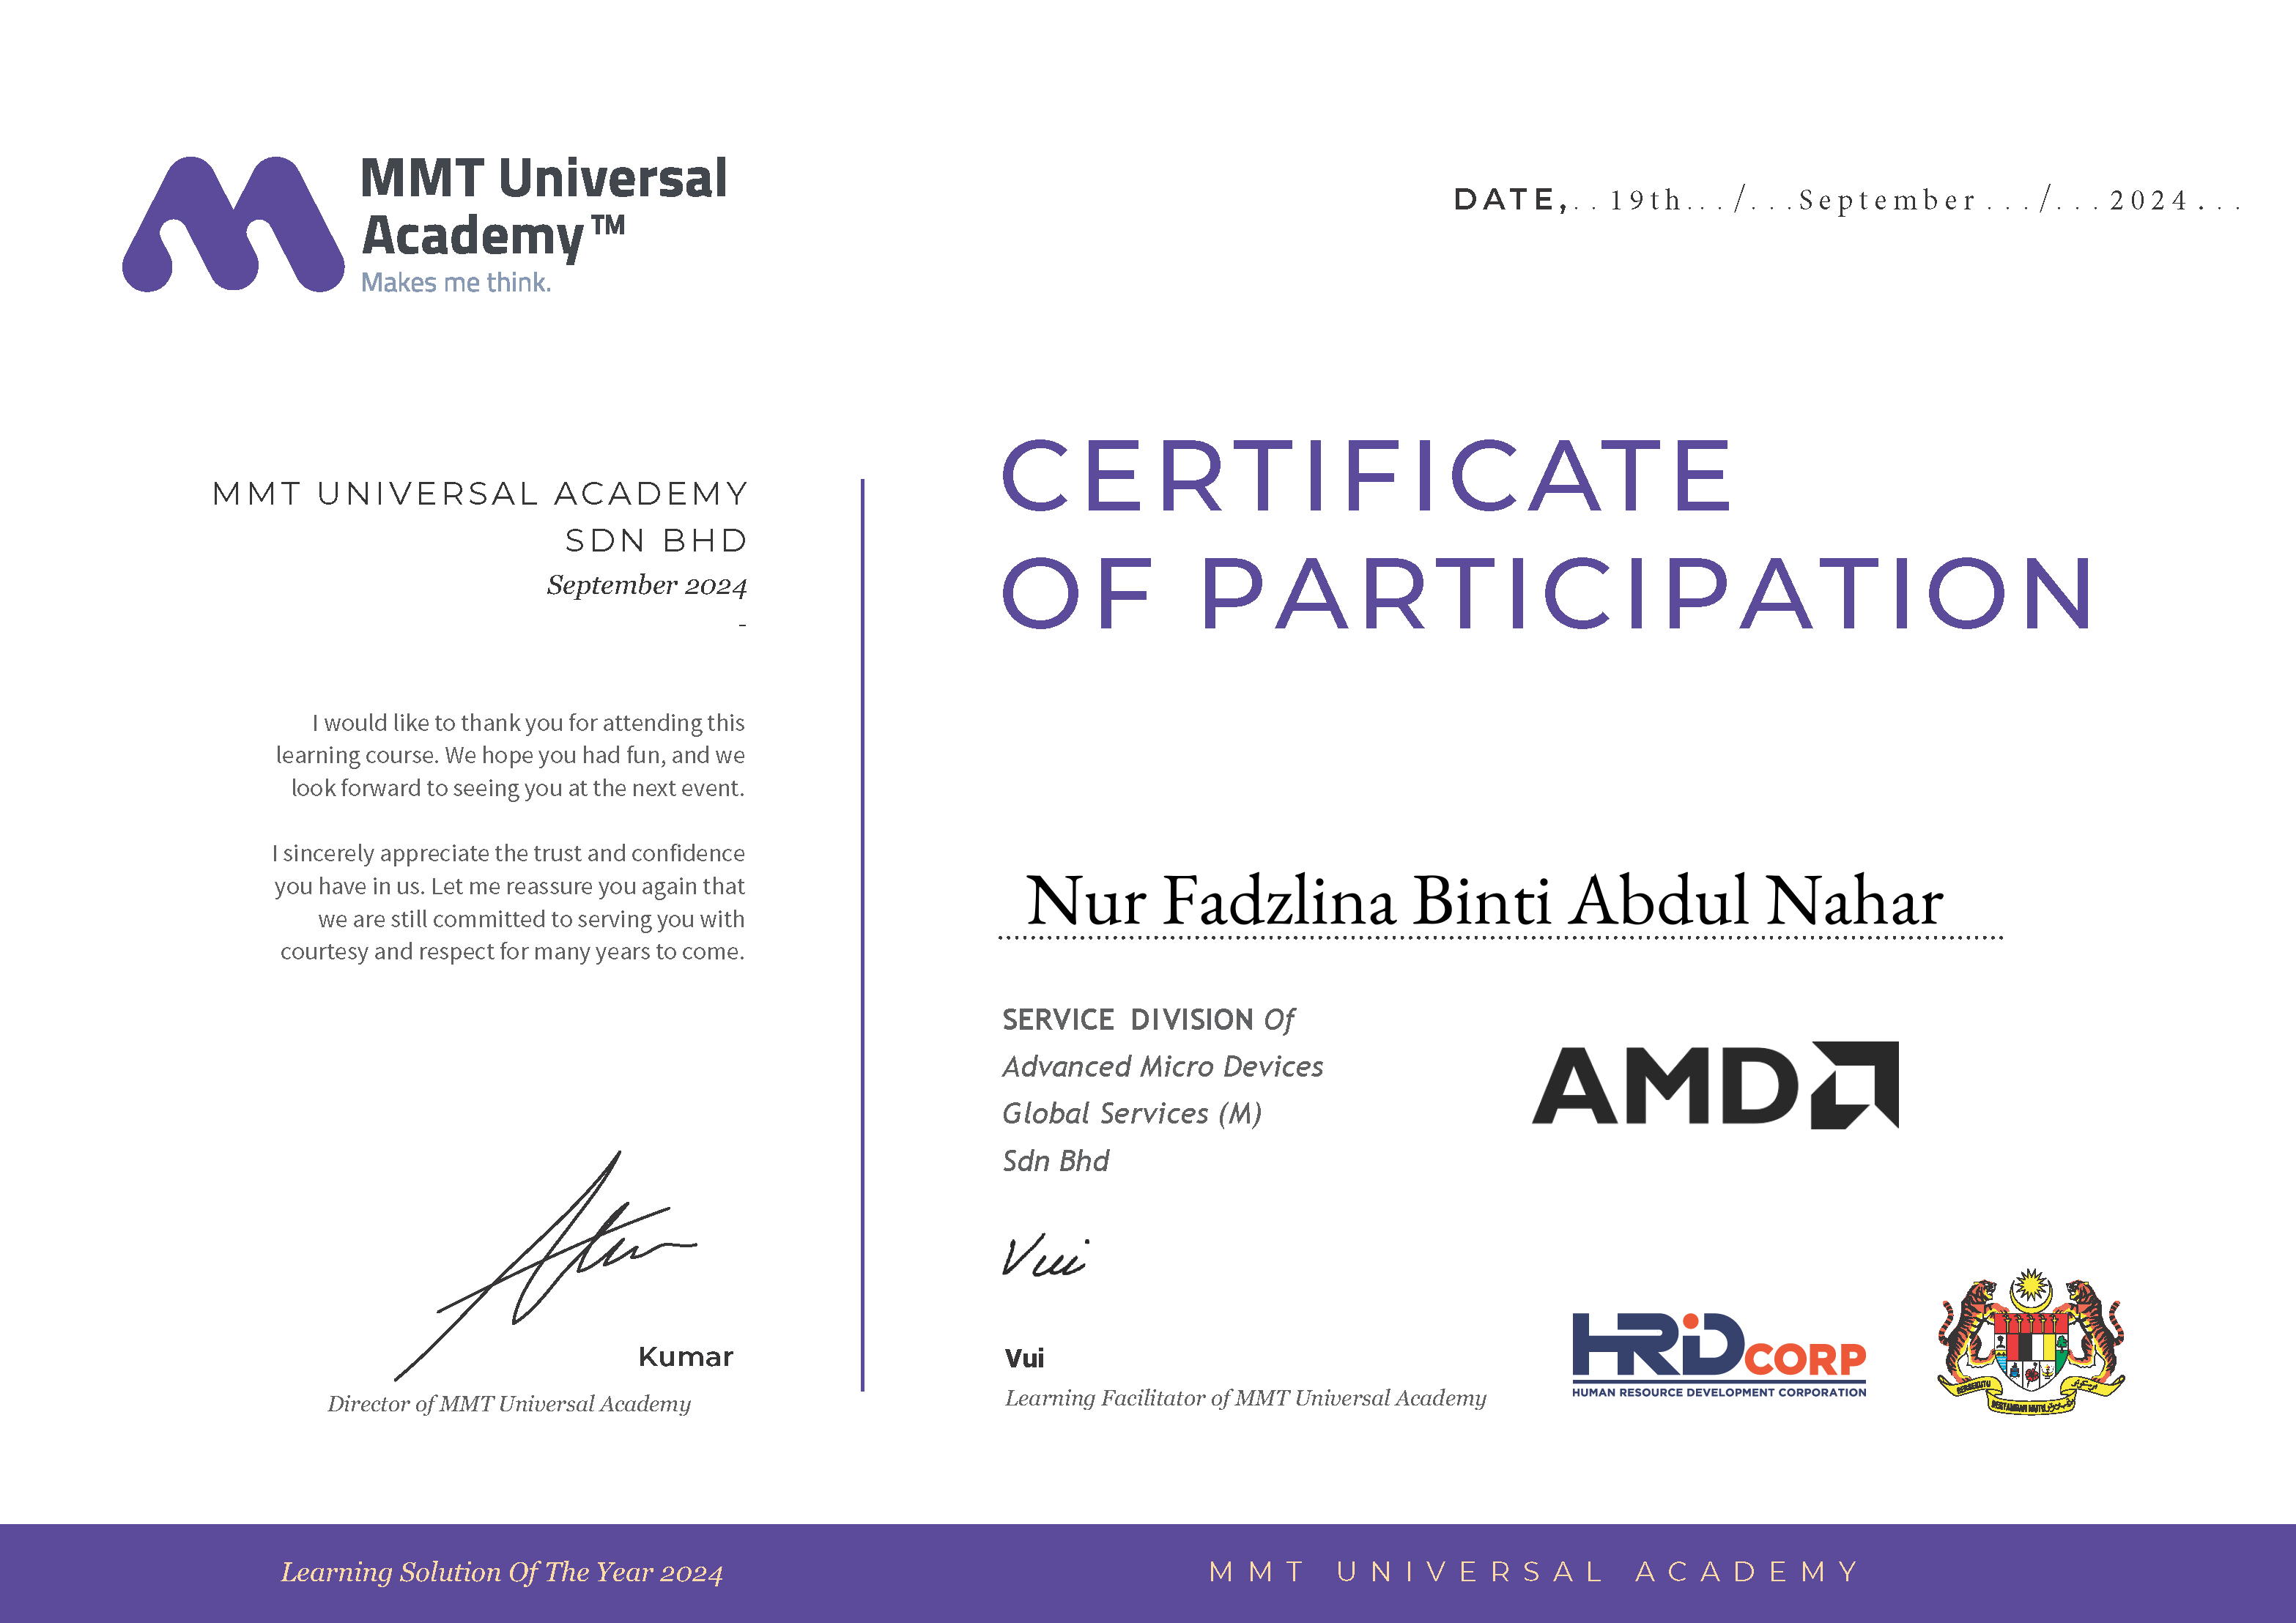 MMT Universal
Academy™
Makes me think.
DATE,. . 19th. . . /. . . September . . . /. . . 2024 . . .
MMT UNIVERSAL ACADEMY
SDN BHD
September 2024
-
I would like to thank you for attending this
learning course. We hope you had fun, and we
look forward to seeing you at the next event.
I sincerely appreciate the trust and confidence
you have in us. Let me reassure you again that
we are still committed to serving you with
courtesy and respect for many years to come.
Kumar
Director of MMT Universal Academy
CERTIFICATE
OF PARTICIPATION
Nur Fadzlina Binti Abdul Nahar
SERVICE DIVISION Of
Advanced Micro Devices
Global Services (M)
Sdn Bhd
AMD
Vui
Vui
Learning Facilitator of MMT Universal Academy
HRD CORP
HUMAN RESOURCE DEVELOPMENT CORPORATION
BERSEKUTU
BERTAMBAH MUTU
Learning Solution Of The Year 2024
MMT UNIVERSAL ACADEMY